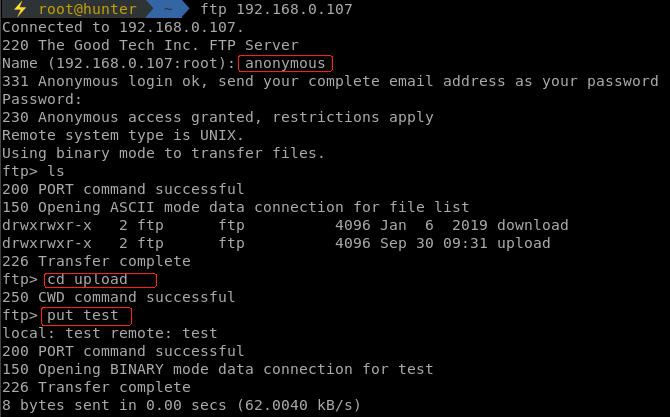 ⚡ root@hunter ~ ftp 192.168.0.107
Connected to 192.168.0.107.
220 The Good Tech Inc. FTP Server
Name (192.168.0.107:root): anonymous
331 Anonymous login ok, send your complete email address as your password
Password:
230 Anonymous access granted, restrictions apply
Remote system type is UNIX.
Using binary mode to transfer files.
ftp> ls
200 PORT command successful
150 Opening ASCII mode data connection for file list
drwxrwxr-x   2 ftp      ftp          4096 Jan  6  2019 download
drwxrwxr-x   2 ftp      ftp          4096 Sep 30 09:31 upload
226 Transfer complete
ftp> cd upload
250 CWD command successful
ftp> put test
local: test remote: test
200 PORT command successful
150 Opening BINARY mode data connection for test
226 Transfer complete
8 bytes sent in 0.00 secs (62.0040 kB/s)